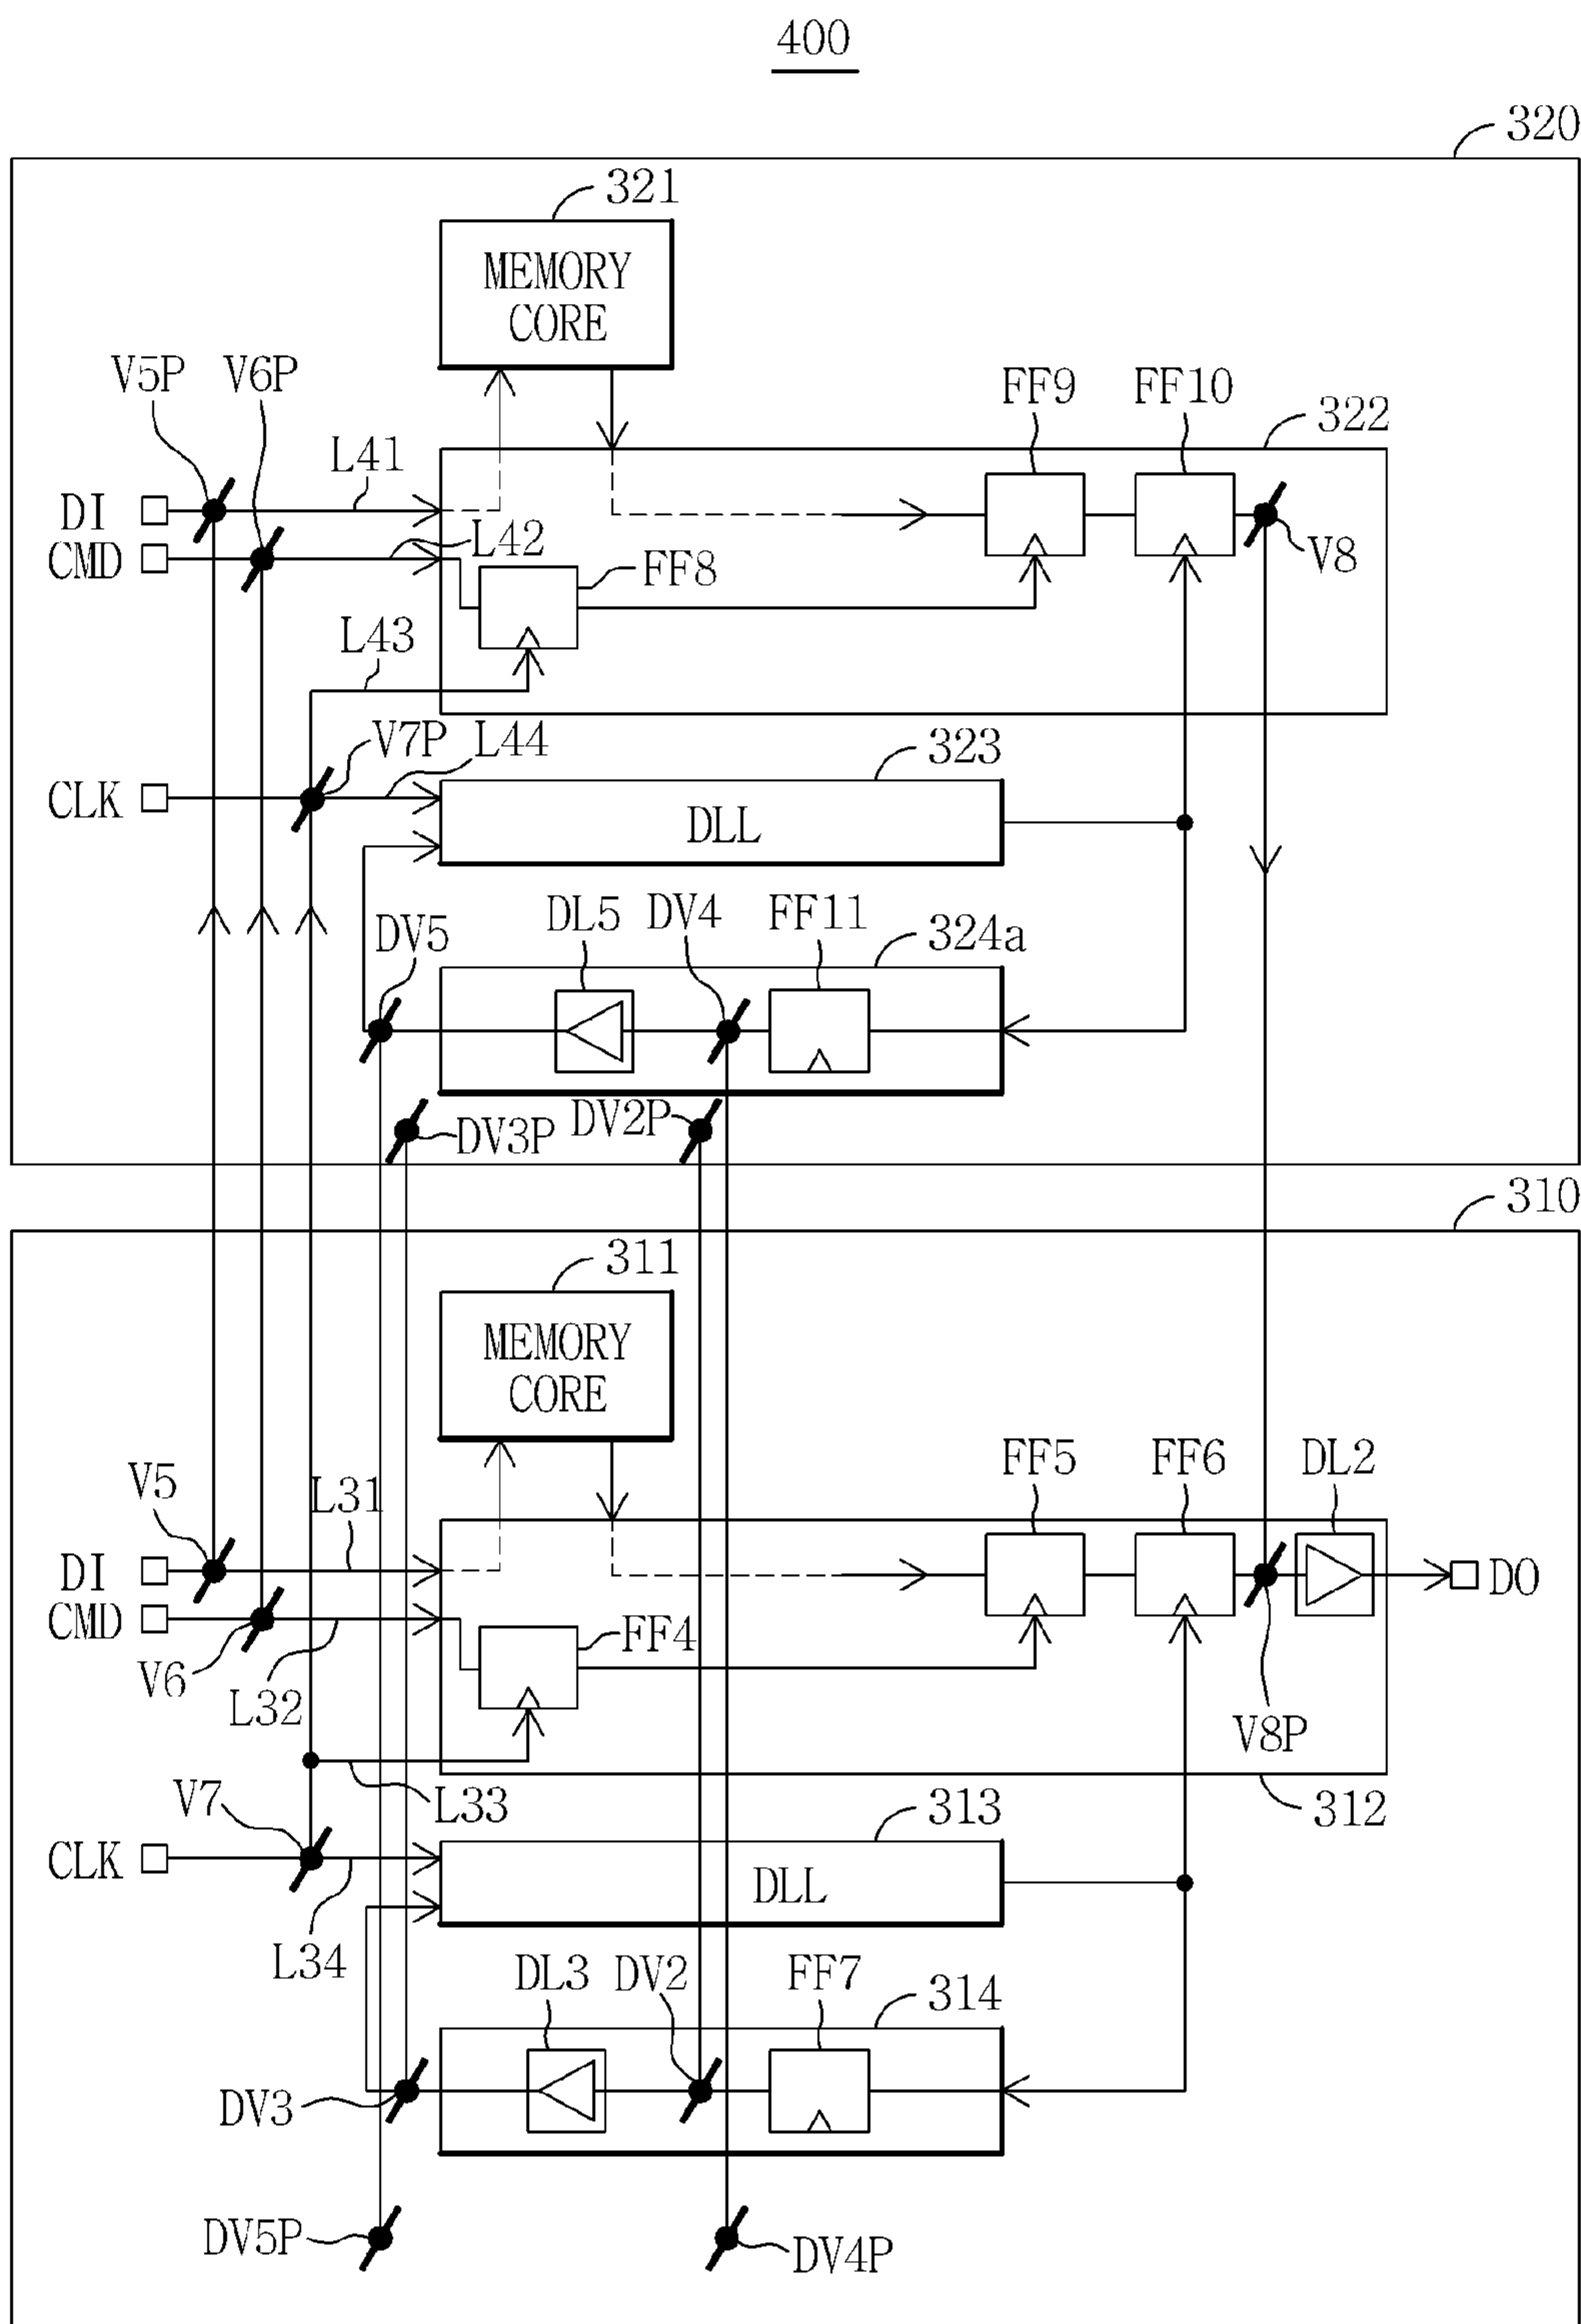 400
320
321
MEMORY
CORE
V5P
V6P
FF9
FF10
322
L41
DI
L42
CMD
V8
FF8
L43
V7P
L44
323
CLK
DLL
DV5
DL5
DV4
FF11
324a
DV3P
DV2P
310
311
MEMORY
CORE
V5
L31
FF5
FF6
DL2
DI
DO
CMD
FF4
V6
L32
V8P
V7
L33
313
312
CLK
DLL
L34
DL3
DV2
FF7
314
DV3
DV5P
DV4P